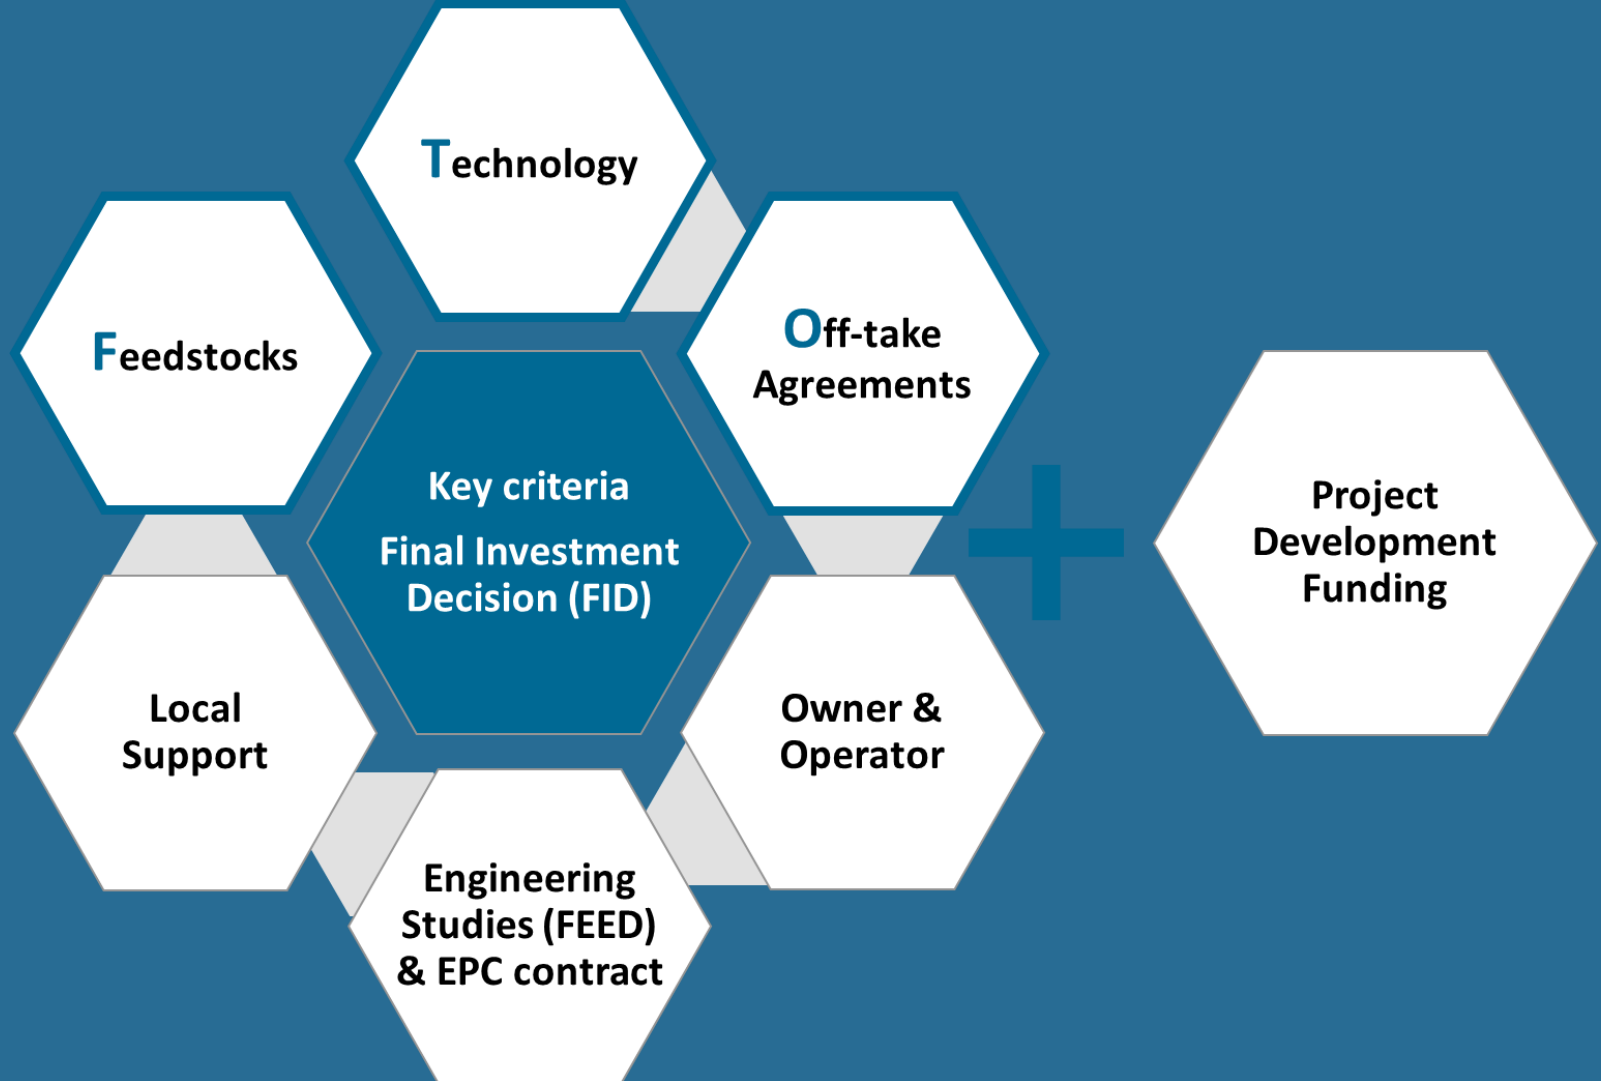 Technology
Feedstocks
Off-take
Agreements
Key criteria
Final Investment
Decision (FID)
Project
Development
Funding
Local
Support
Owner &
Operator
Engineering
Studies (FEED)
& EPC contract